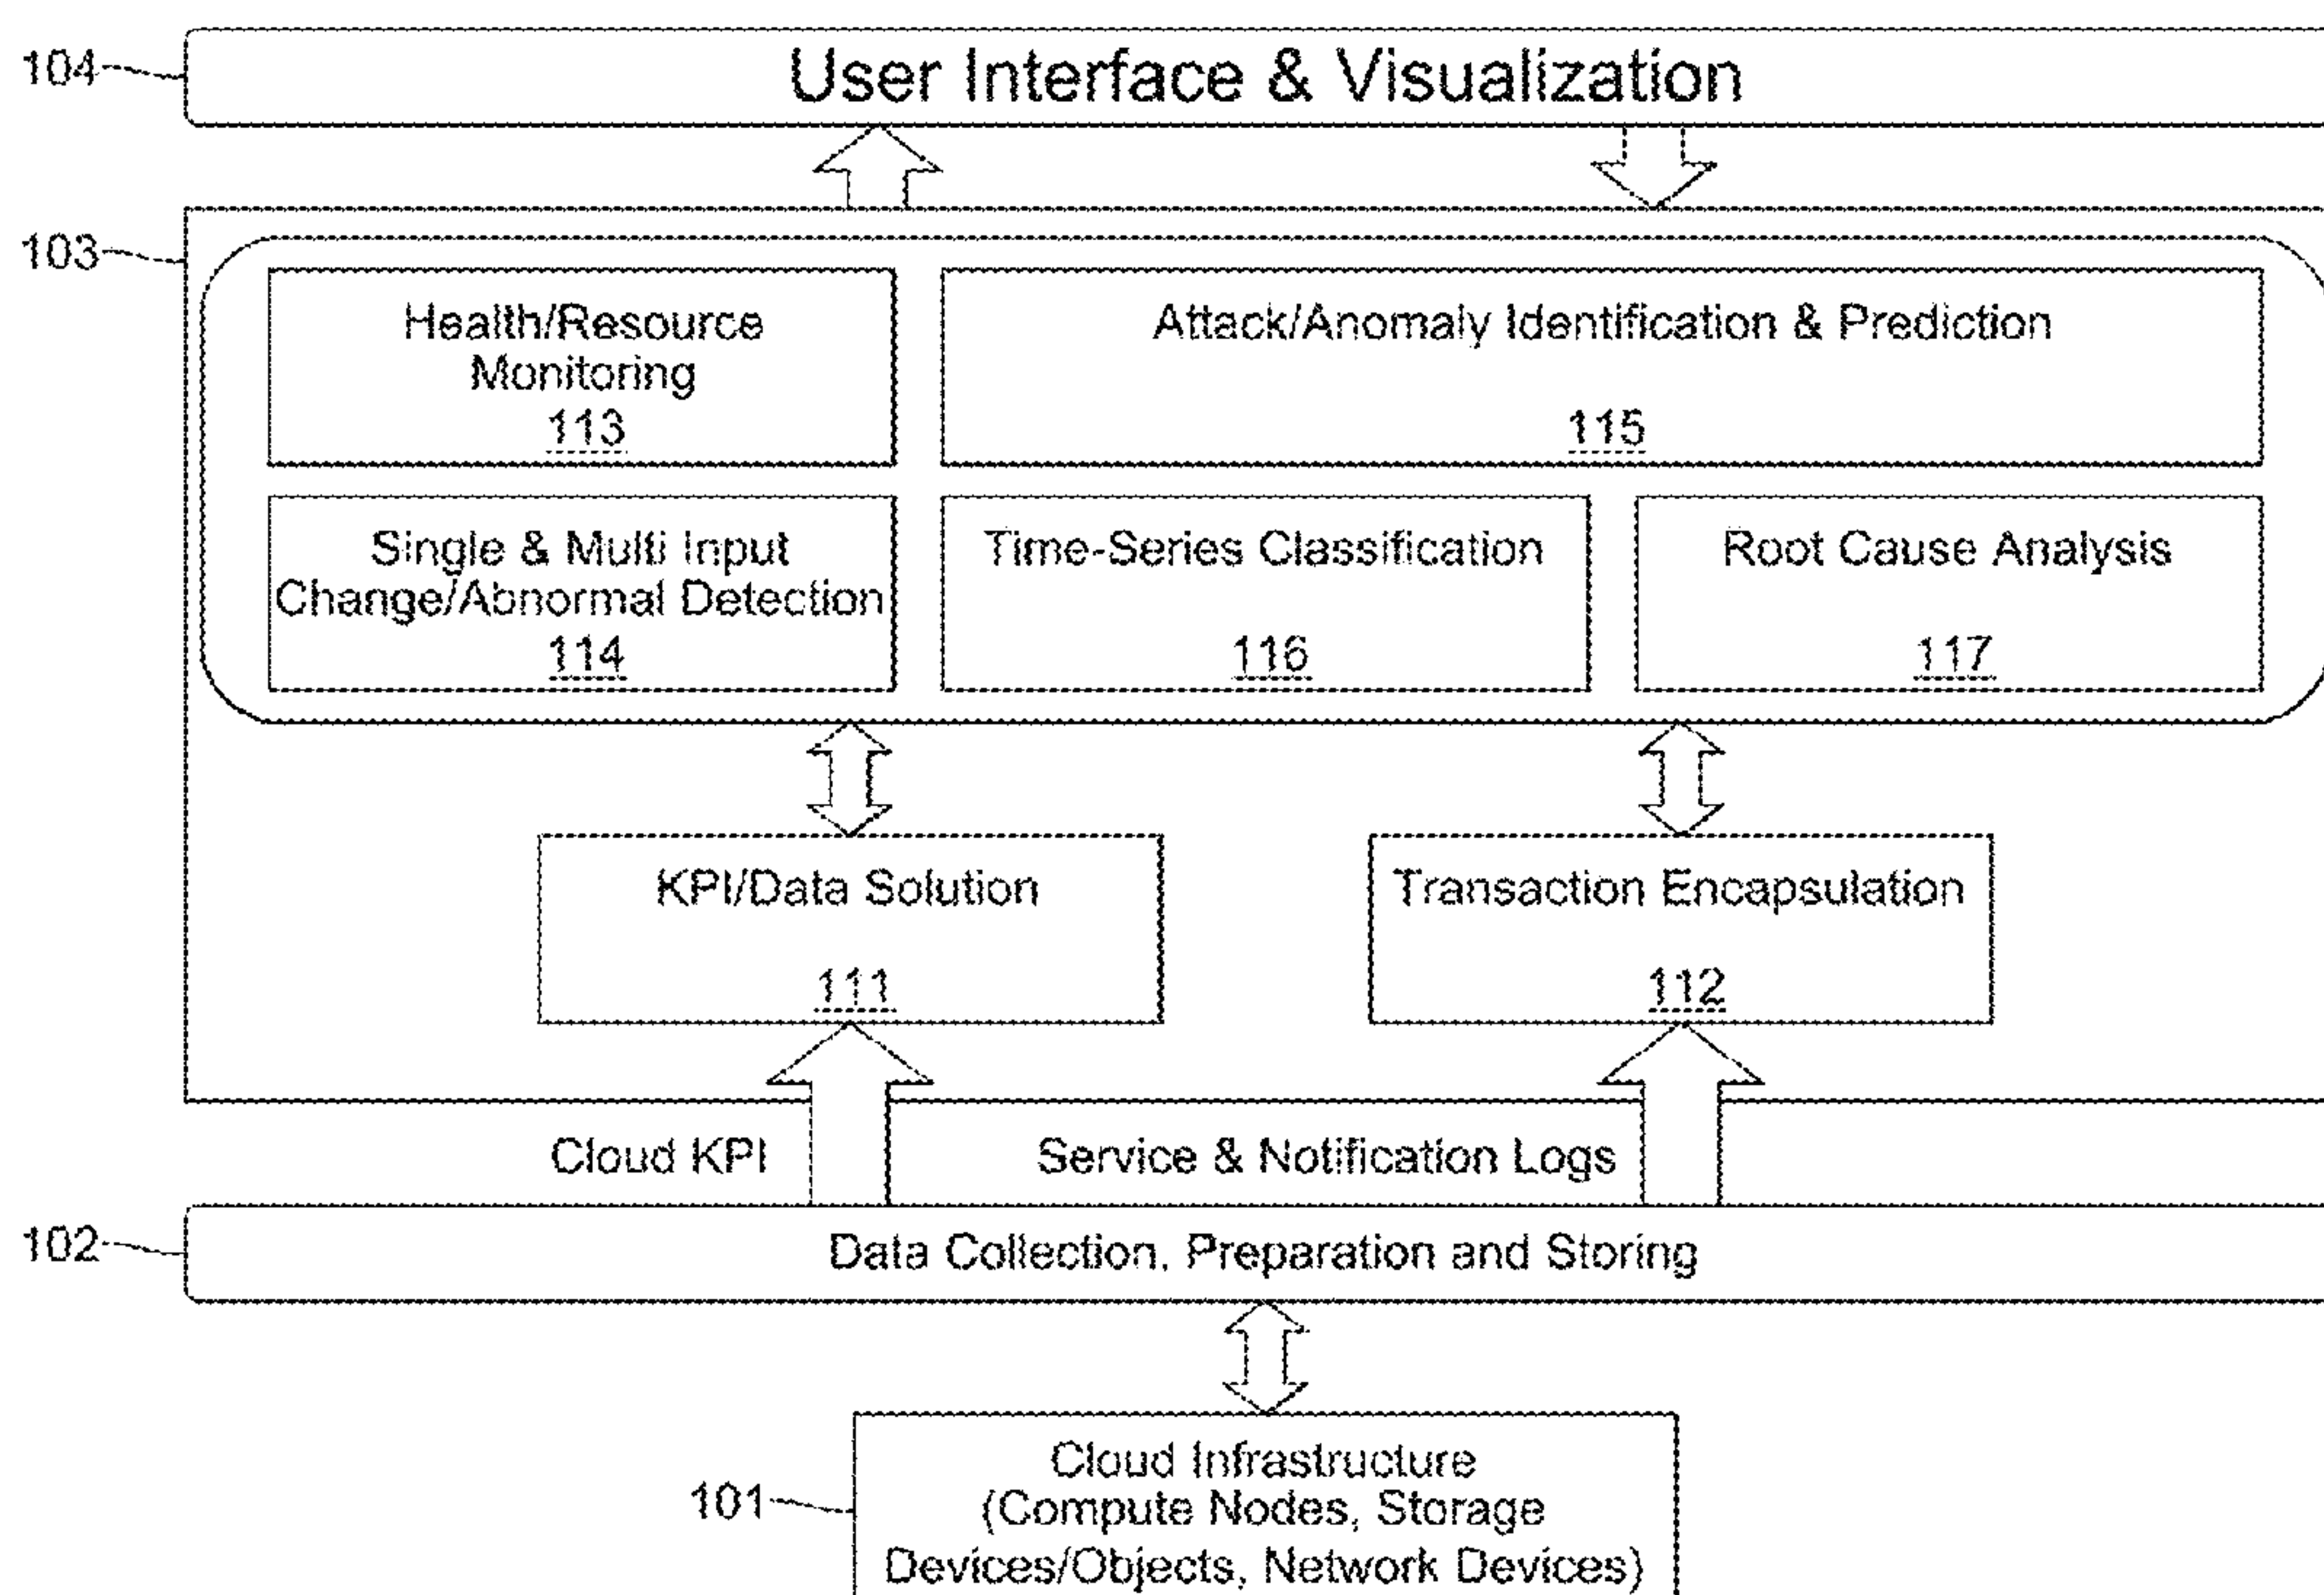 104
User Interface & Visualization
103
Health/Resource
Monitoring
113
Attack/Anomaly Identification & Prediction
115
Single & Multi Input
Change/Abnormal Detection
114
Time-Series Classification
116
Root Cause Analysis
117
KPI/Data Solution
111
Transaction Encapsulation
112
Cloud KPI
Service & Notification Logs
102
Data Collection, Preparation and Storing
101
Cloud Infrastructure
(Compute Nodes, Storage
Devices/Objects, Network Devices)